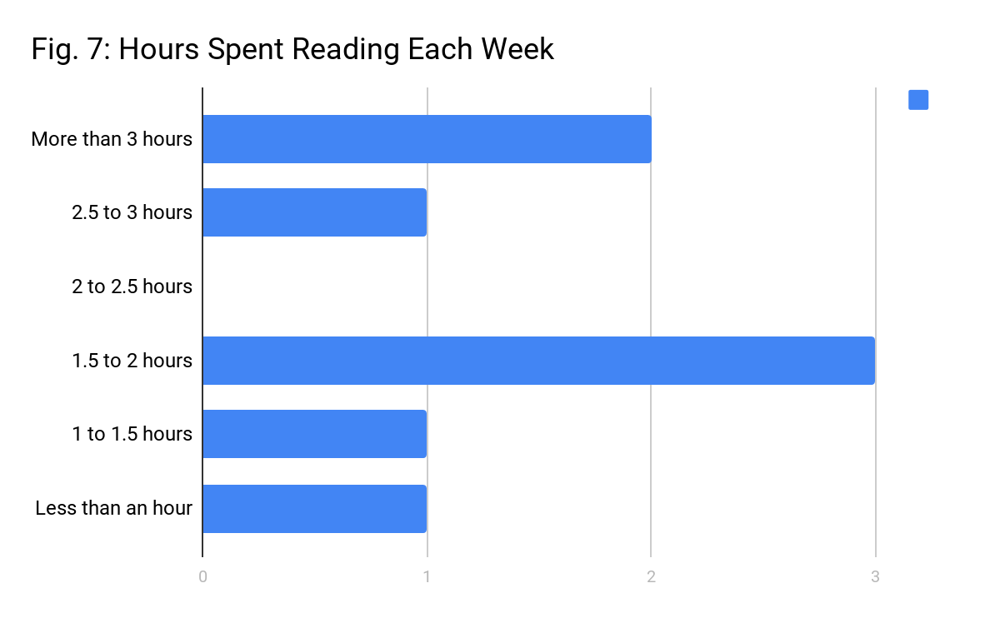 Fig. 7: Hours Spent Reading Each Week
More than 3 hours
2.5 to 3 hours
2 to 2.5 hours
1.5 to 2 hours
1 to 1.5 hours
Less than an hour
0 1 2 3